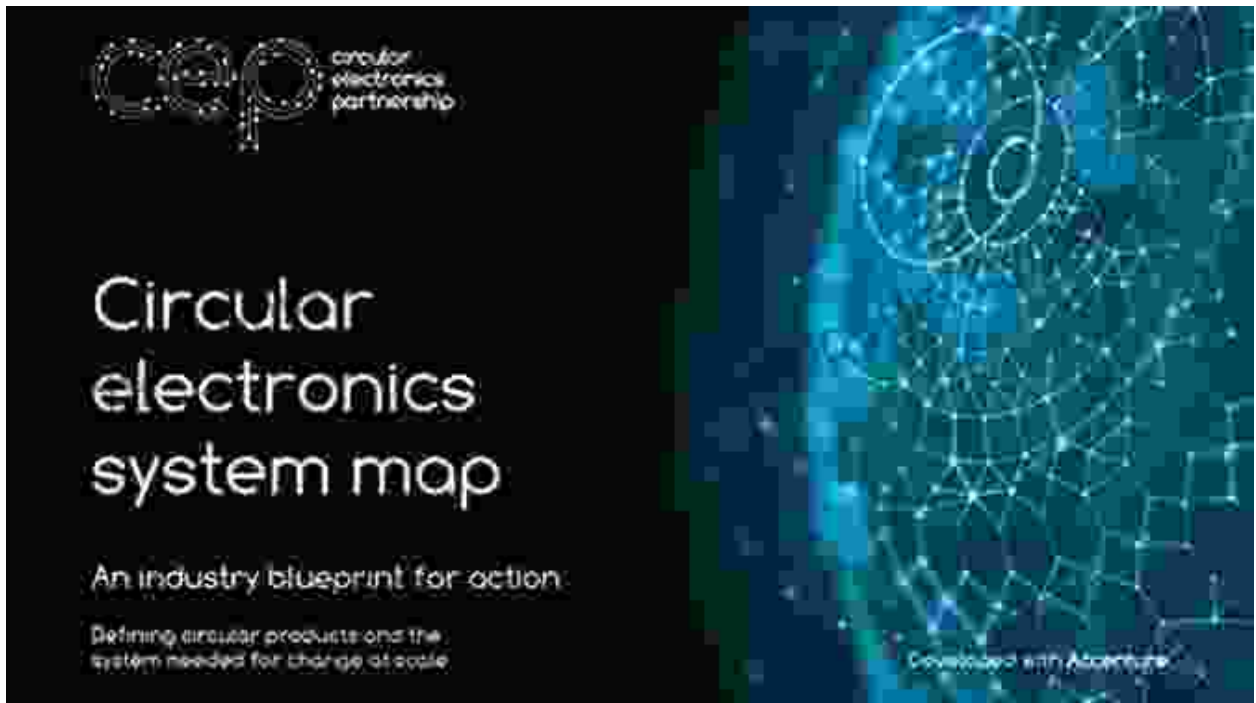 cep
circular
electronics
partnership
Circular
electronics
system map
An industry blueprint for action
Defining circular products and the
system needed for change at scale
Developed with Accenture